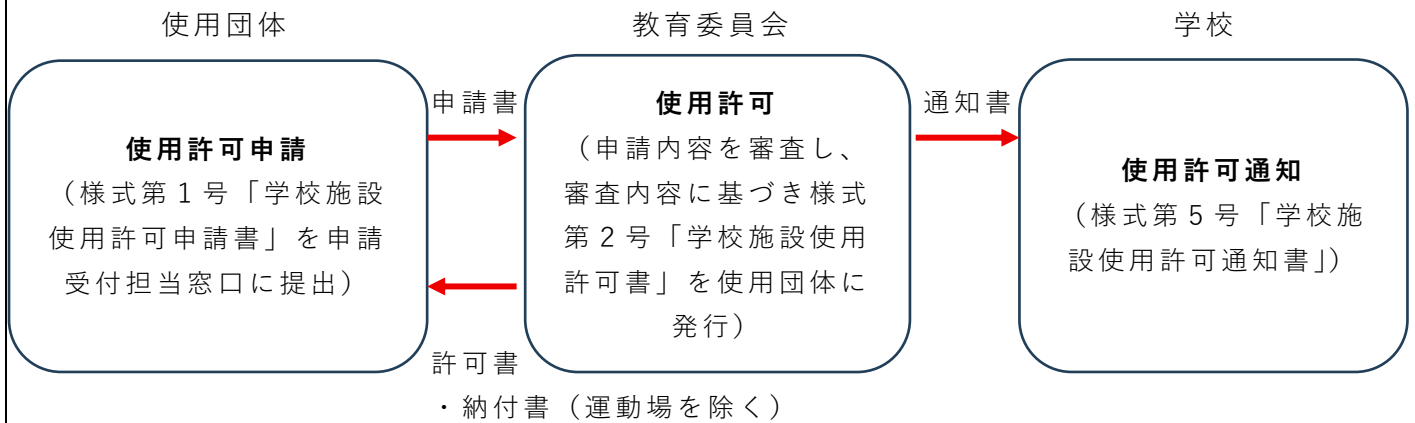 使用団体
教育委員会
学校
使用許可申請
（様式第１号「学校施設
使用許可申請書」を申請
受付担当窓口に提出）
申請書
使用許可
（申請内容を審査し、
審査内容に基づき様式
第２号「学校施設使用
許可書」を使用団体に
発行）
許可書
・納付書（運動場を除く）
通知書
使用許可通知
（様式第５号「学校施
設使用許可通知書」）